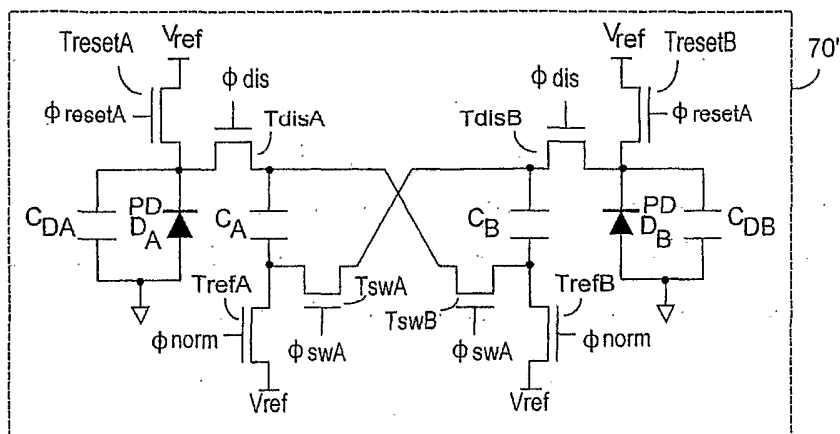 TresetA
Vref
Vref
TresetB
70'
ϕ dis
ϕ dis
ϕ resetA
TdisA
TdisB
ϕ resetA
CDA
PD
DA
CA
CB
PD
DB
CDB
TrefA
TswA
TswB
TrefB
ϕ norm
ϕ swA
ϕ swA
ϕ norm
Vref
Vref